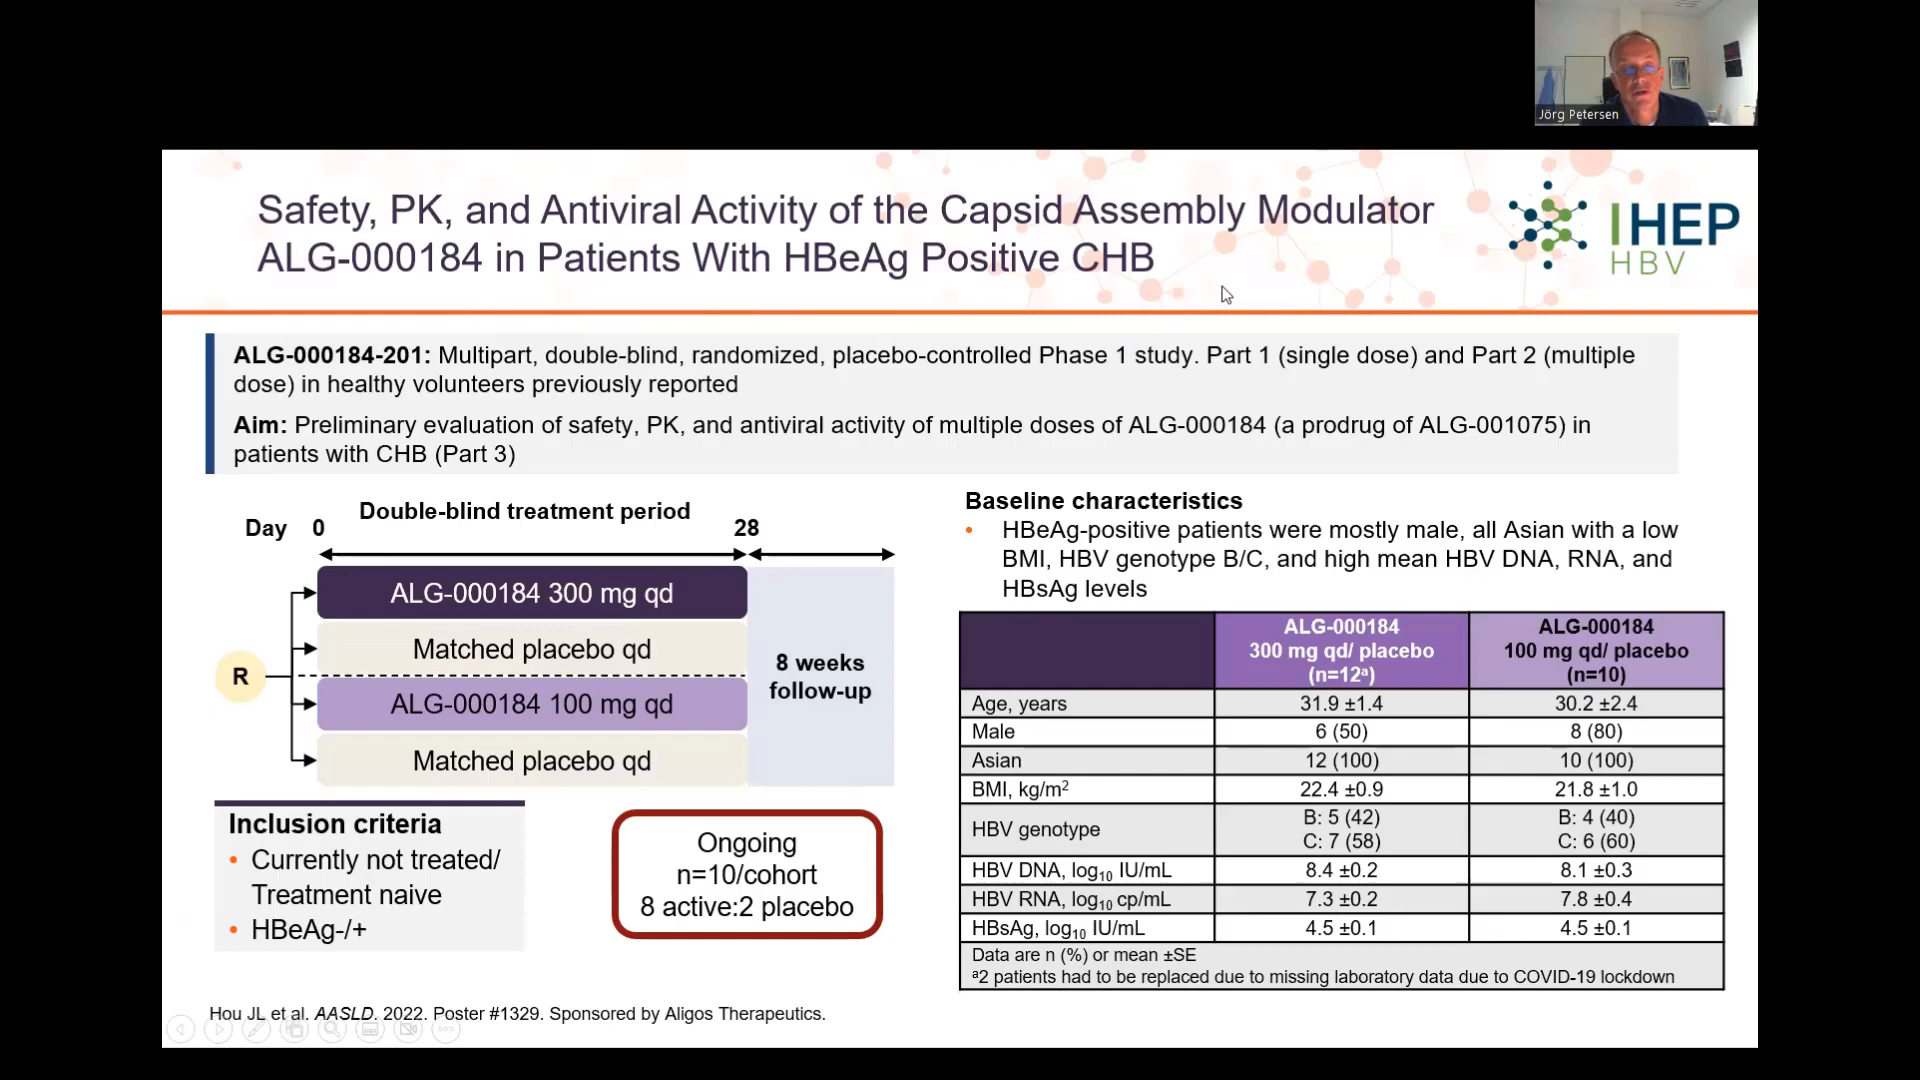 Jörg Petersen
Safety, PK, and Antiviral Activity of the Capsid Assembly Modulator
ALG-000184 in Patients With HBeAg Positive CHB
IHEP
HBV
ALG-000184-201: Multipart, double-blind, randomized, placebo-controlled Phase 1 study. Part 1 (single dose) and Part 2 (multiple
dose) in healthy volunteers previously reported
Aim: Preliminary evaluation of safety, PK, and antiviral activity of multiple doses of ALG-000184 (a prodrug of ALG-001075) in
patients with CHB (Part 3)
Double-blind treatment period
Day 0 28
R
ALG-000184 300 mg qd
Matched placebo qd
ALG-000184 100 mg qd
Matched placebo qd
8 weeks
follow-up
Inclusion criteria
• Currently not treated/
Treatment naive
• HBeAg-/+
Ongoing
n=10/cohort
8 active:2 placebo
Baseline characteristics
• HBeAg-positive patients were mostly male, all Asian with a low
BMI, HBV genotype B/C, and high mean HBV DNA, RNA, and
HBsAg levels
ALG-000184
300 mg qd/ placebo
(n=12ᵃ)
ALG-000184
100 mg qd/ placebo
(n=10)
Age, years 31.9 ±1.4 30.2 ±2.4
Male 6 (50) 8 (80)
Asian 12 (100) 10 (100)
BMI, kg/m² 22.4 ±0.9 21.8 ±1.0
HBV genotype B: 5 (42) B: 4 (40)
C: 7 (58) C: 6 (60)
HBV DNA, log₁₀ IU/mL 8.4 ±0.2 8.1 ±0.3
HBV RNA, log₁₀ cp/mL 7.3 ±0.2 7.8 ±0.4
HBsAg, log₁₀ IU/mL 4.5 ±0.1 4.5 ±0.1
Data are n (%) or mean ±SE
ᵃ2 patients had to be replaced due to missing laboratory data due to COVID-19 lockdown
Hou JL et al. AASLD. 2022. Poster #1329. Sponsored by Aligos Therapeutics.